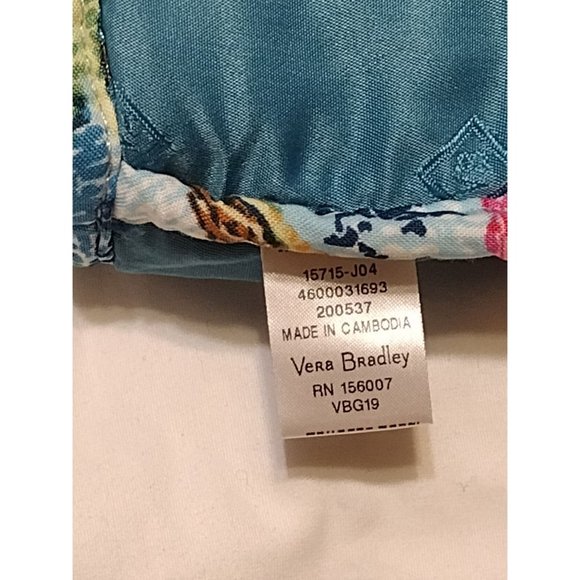 15715-J04
4600031693
200537
MADE IN CAMBODIA
Vera Bradley
RN 156007
VBG19